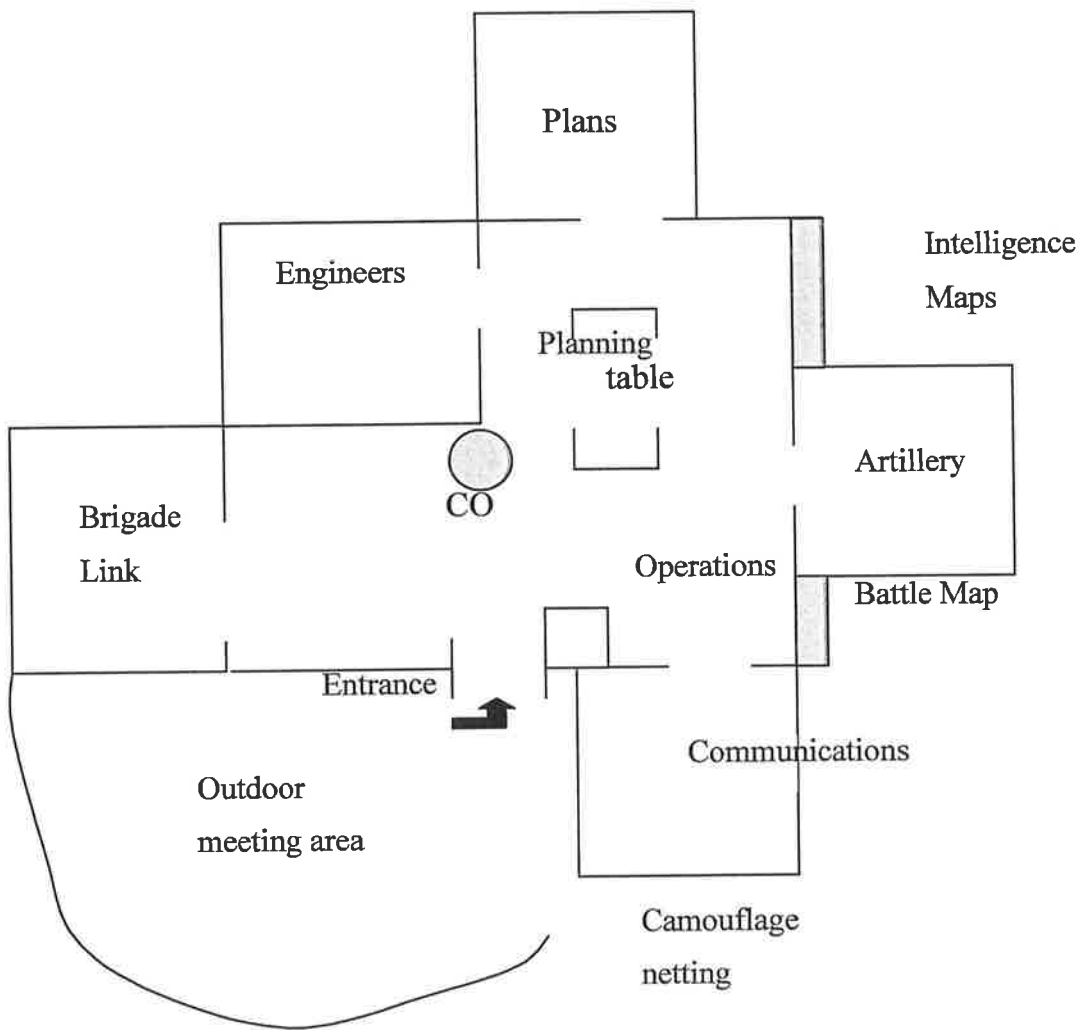 Plans
Intelligence
Maps
Engineers
Planning
table
Artillery
CO
Brigade
Link
Operations
Battle Map
Entrance
Communications
Outdoor
meeting area
Camouflage
netting